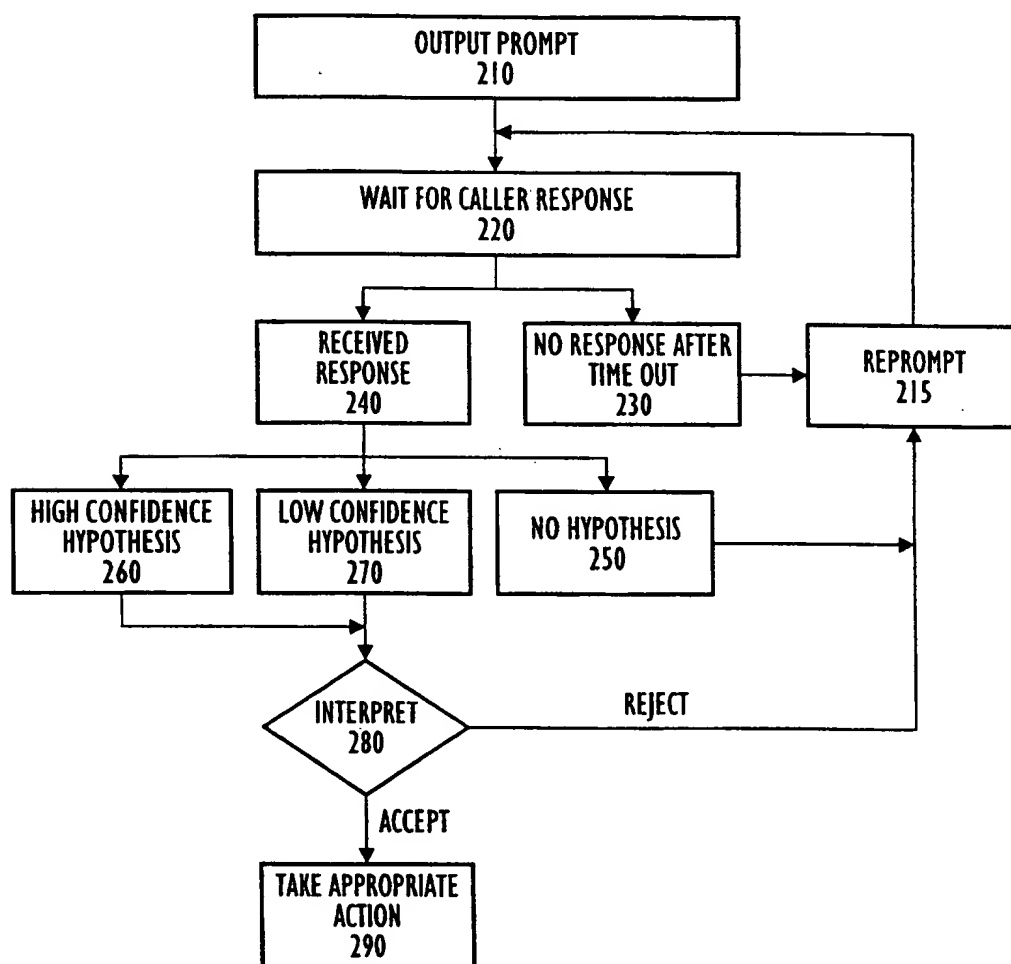 OUTPUT PROMPT
210
WAIT FOR CALLER RESPONSE
220
RECEIVED
RESPONSE
240
NO RESPONSE AFTER
TIME OUT
230
REPROMPT
215
HIGH CONFIDENCE
HYPOTHESIS
260
LOW CONFIDENCE
HYPOTHESIS
270
NO HYPOTHESIS
250
INTERPRET
280
REJECT
ACCEPT
TAKE APPROPRIATE
ACTION
290